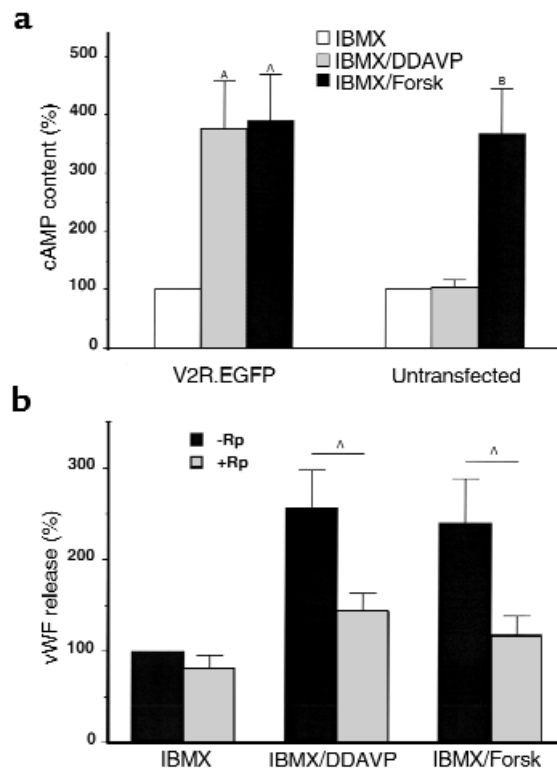 a
IBMX
IBMX/DDAVP
IBMX/Forsk
500
400
300
200
100
0
cAMP content (%)
A
A
B
V2R.EGFP
Untransfected
b
-Rp
+Rp
300
200
100
0
vWF release (%)
A
A
IBMX
IBMX/DDAVP
IBMX/Forsk